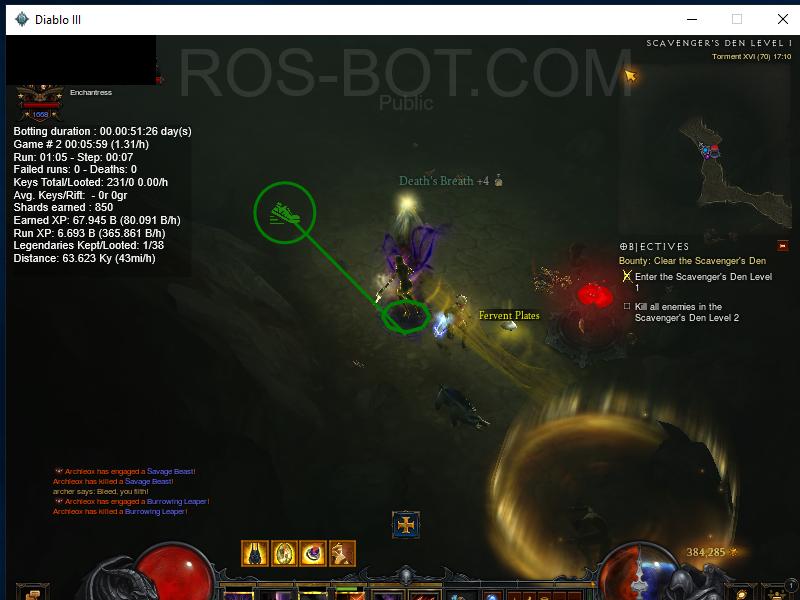 Diablo III
SCAVENGER'S DEN LEVEL 1
Torment XVI (70) 17:10
ROS-BOT.COM
Public
Enchantress
1668
Botting duration : 00.00:51:26 day(s)
Game # 2 00:05:59 (1.31/h)
Run: 01:05 - Step: 00:07
Failed runs: 0 - Deaths: 0
Keys Total/Looted: 231/0 0.00/h
Avg. Keys/Rift: - 0r 0gr
Shards earned : 850
Earned XP: 67.945 B (80.091 B/h)
Run XP: 6.693 B (365.861 B/h)
Legendaries Kept/Looted: 1/38
Distance: 63.623 Ky (43mi/h)
Death's Breath +4
OBJECTIVES
Bounty: Clear the Scavenger's Den
Enter the Scavenger's Den Level
1
Kill all enemies in the
Scavenger's Den Level 2
Fervent Plates
Archleox has engaged a Savage Beast!
Archleox has killed a Savage Beast!
archer says: Bleed, you filth!
Archleox has engaged a Burrowing Leaper!
Archleox has killed a Burrowing Leaper!
384,285
1